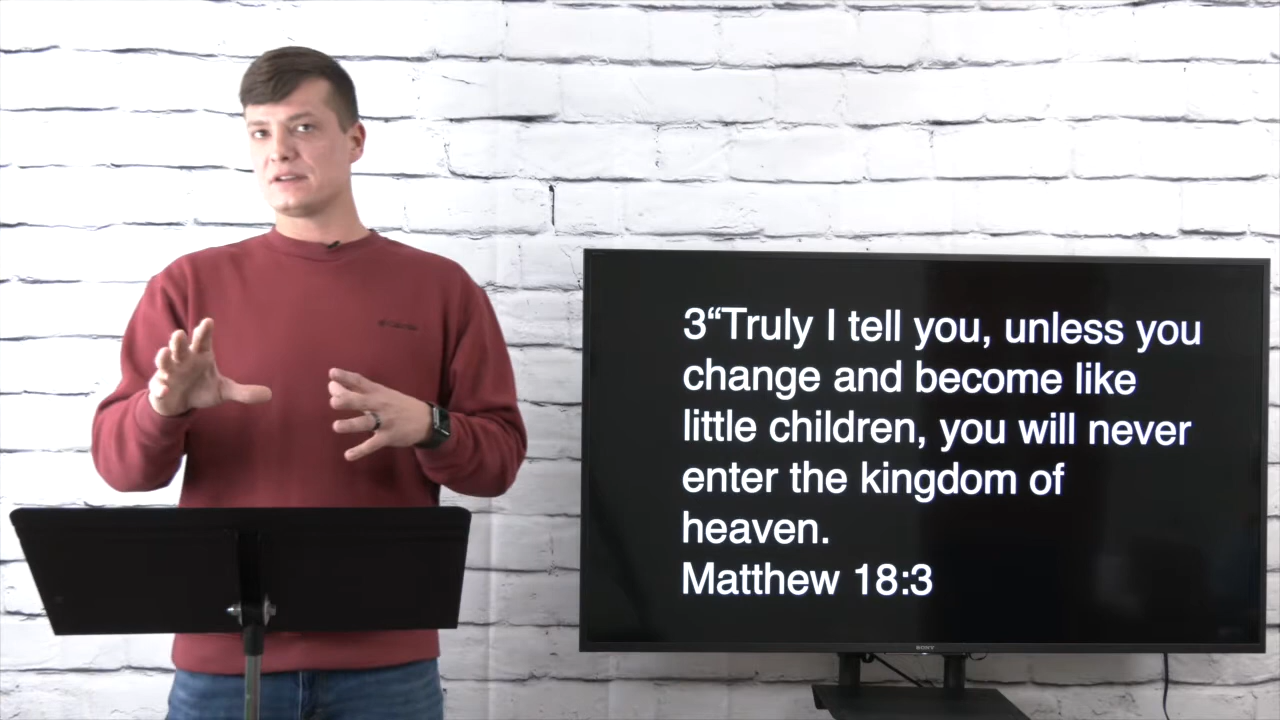 3“Truly I tell you, unless you
change and become like
little children, you will never
enter the kingdom of
heaven.
Matthew 18:3
SONY